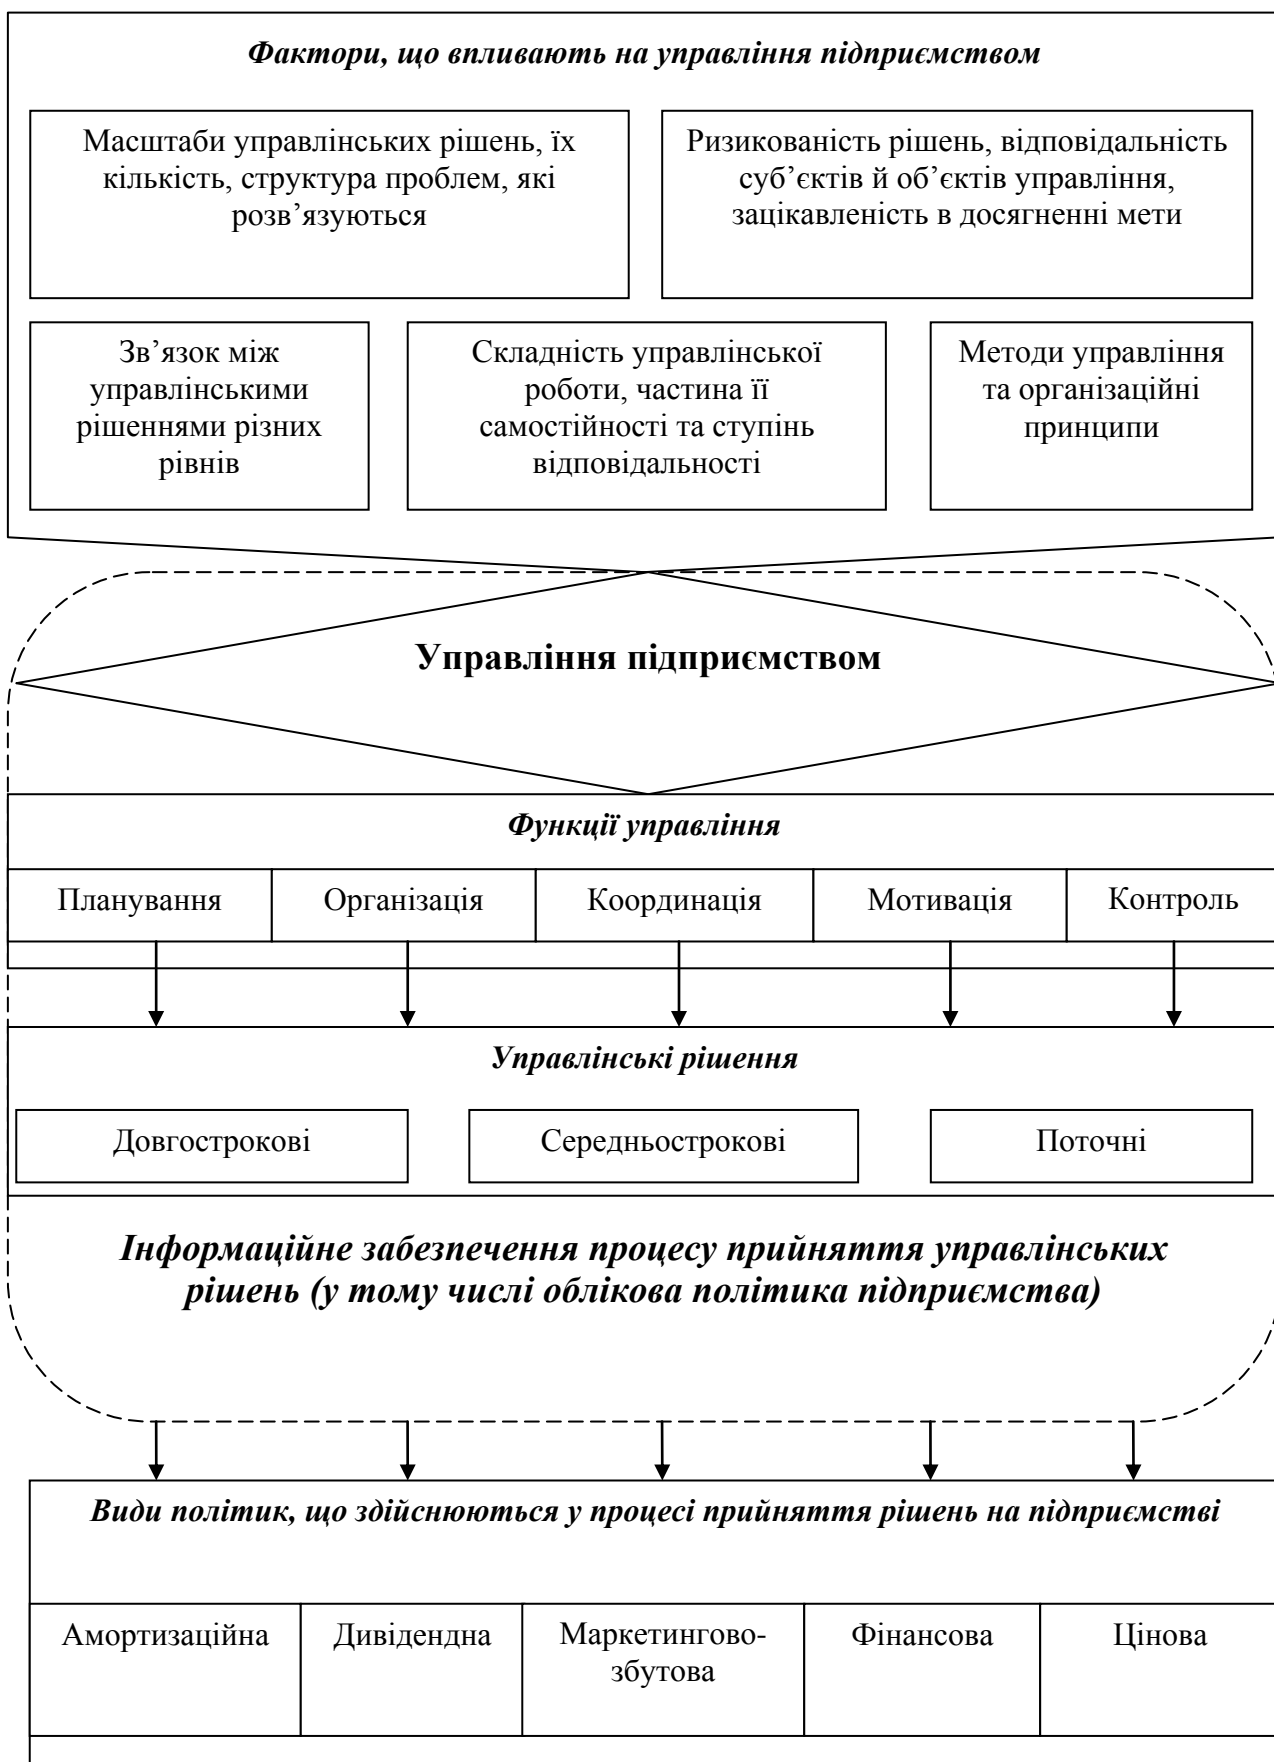 Фактори, що впливають на управління підприємством
Масштаби управлінських рішень, їх
кількість, структура проблем, які
розв’язуються
Ризикованість рішень, відповідальність
суб’єктів й об’єктів управління,
зацікавленість в досягненні мети
Зв’язок між
управлінськими
рішеннями різних
рівнів
Складність управлінської
роботи, частина її
самостійності та ступінь
відповідальності
Методи управління
та організаційні
принципи
Управління підприємством
Функції управління
Планування
Організація
Координація
Мотивація
Контроль
Управлінські рішення
Довгострокові
Середньострокові
Поточні
Інформаційне забезпечення процесу прийняття управлінських
рішень (у тому числі облікова політика підприємства)
Види політик, що здійснюються у процесі прийняття рішень на підприємстві
Амортизаційна
Дивідендна
Маркетингово-
збутова
Фінансова
Цінова